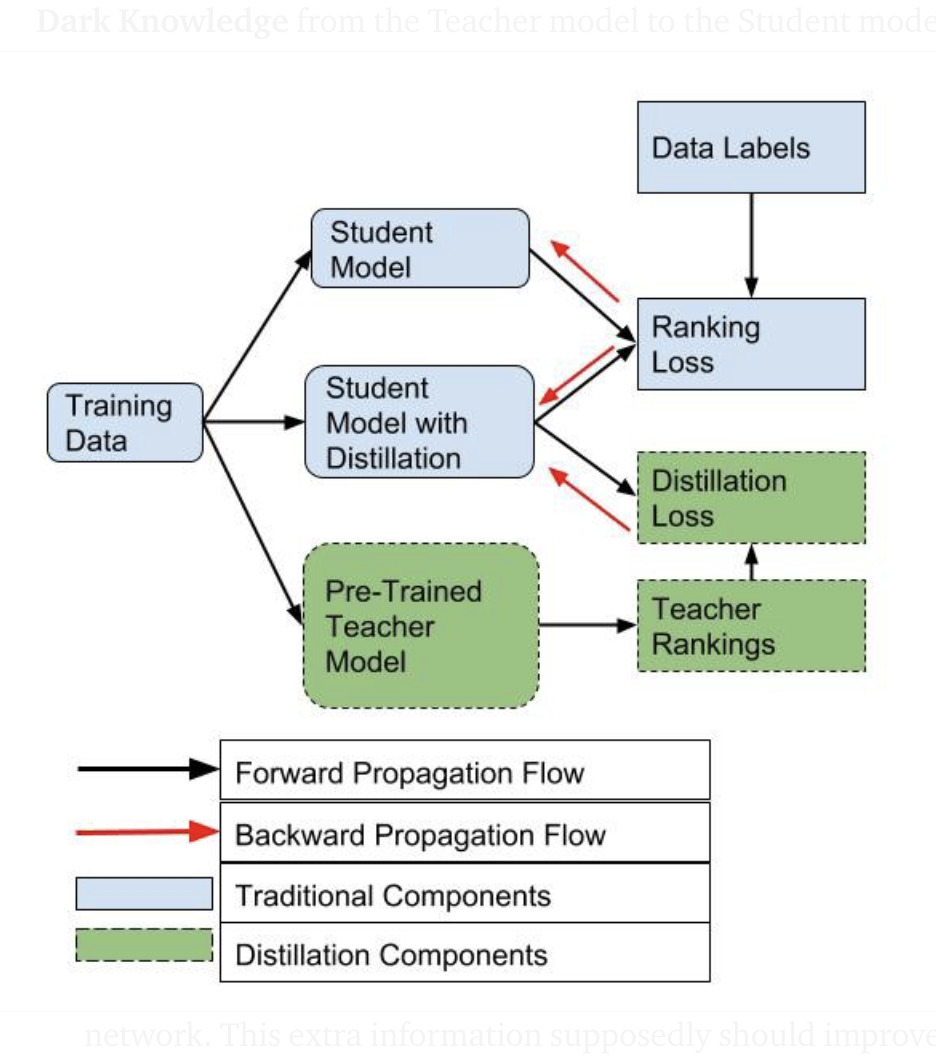 Dark Knowledge from the Teacher model to the Student mode
Data Labels
Student
Model
Ranking
Loss
Training
Data
Student
Model with
Distillation
Distillation
Loss
Pre-Trained
Teacher
Model
Teacher
Rankings
Forward Propagation Flow
Backward Propagation Flow
Traditional Components
Distillation Components
network. This extra information supposedly should improve